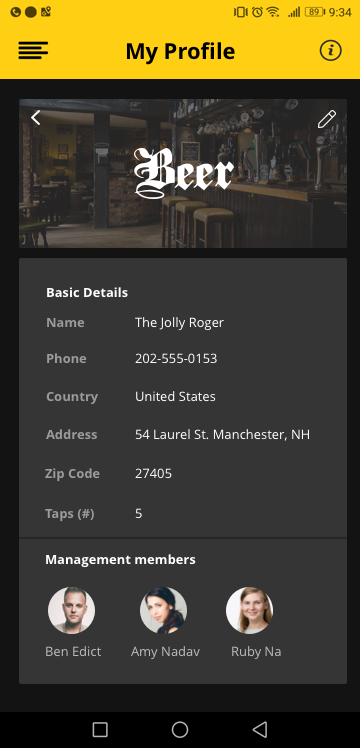 89 9:34
My Profile
Beer
Basic Details
Name The Jolly Roger
Phone 202-555-0153
Country United States
Address 54 Laurel St. Manchester, NH
Zip Code 27405
Taps (#) 5
Management members
Ben Edict Amy Nadav Ruby Na